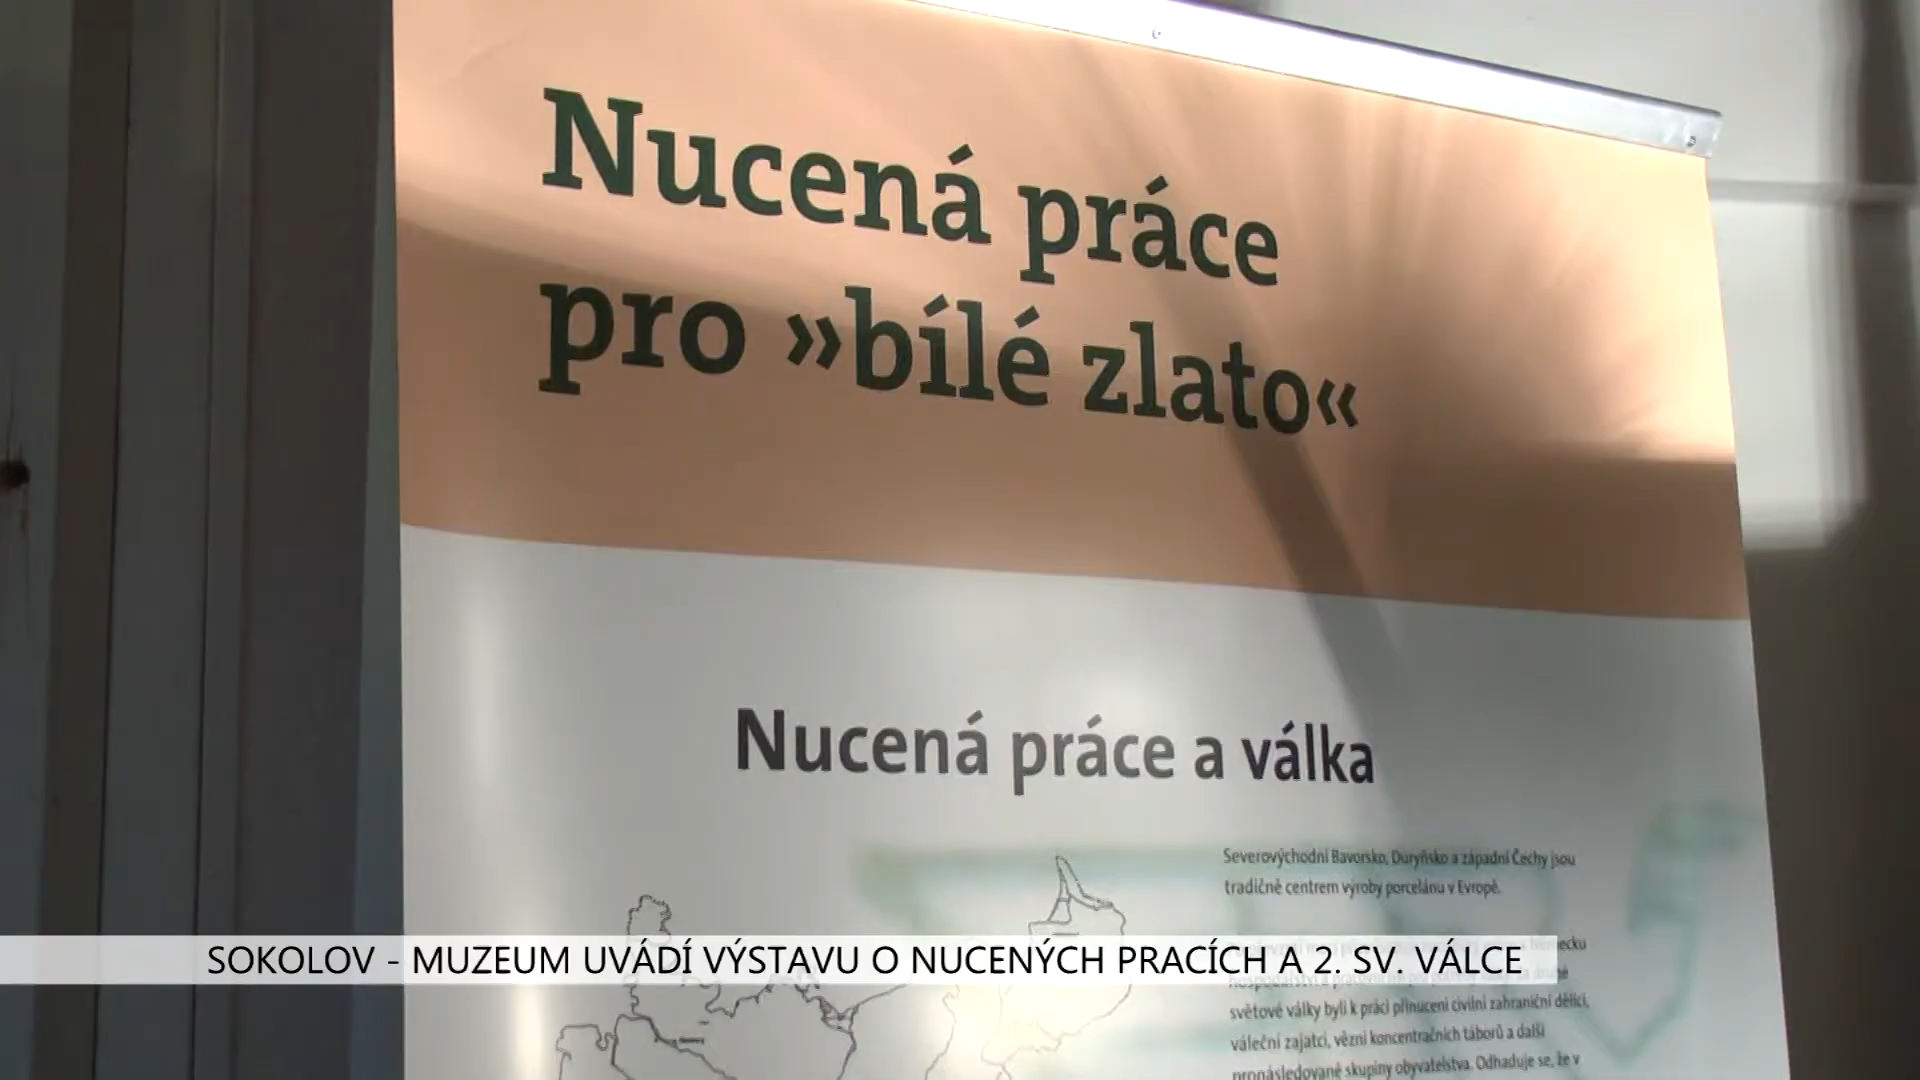 Nucená práce
pro »bílé zlato«
Nucená práce a válka
Severovýchodní Bavorsko, Duryňsko a západní Čechy jsou
tradičně centrem výroby porcelánu v Evropě.
SOKOLOV - MUZEUM UVÁDÍ VÝSTAVU O NUCENÝCH PRACÍCH A 2. SV. VÁLCE
světové války byli k práci přinuceni civilní zahraniční dělníci,
váleční zajatci, vězni koncentračních táborů a další
pronásledované skupiny obyvatelstva. Odhaduje se, že v